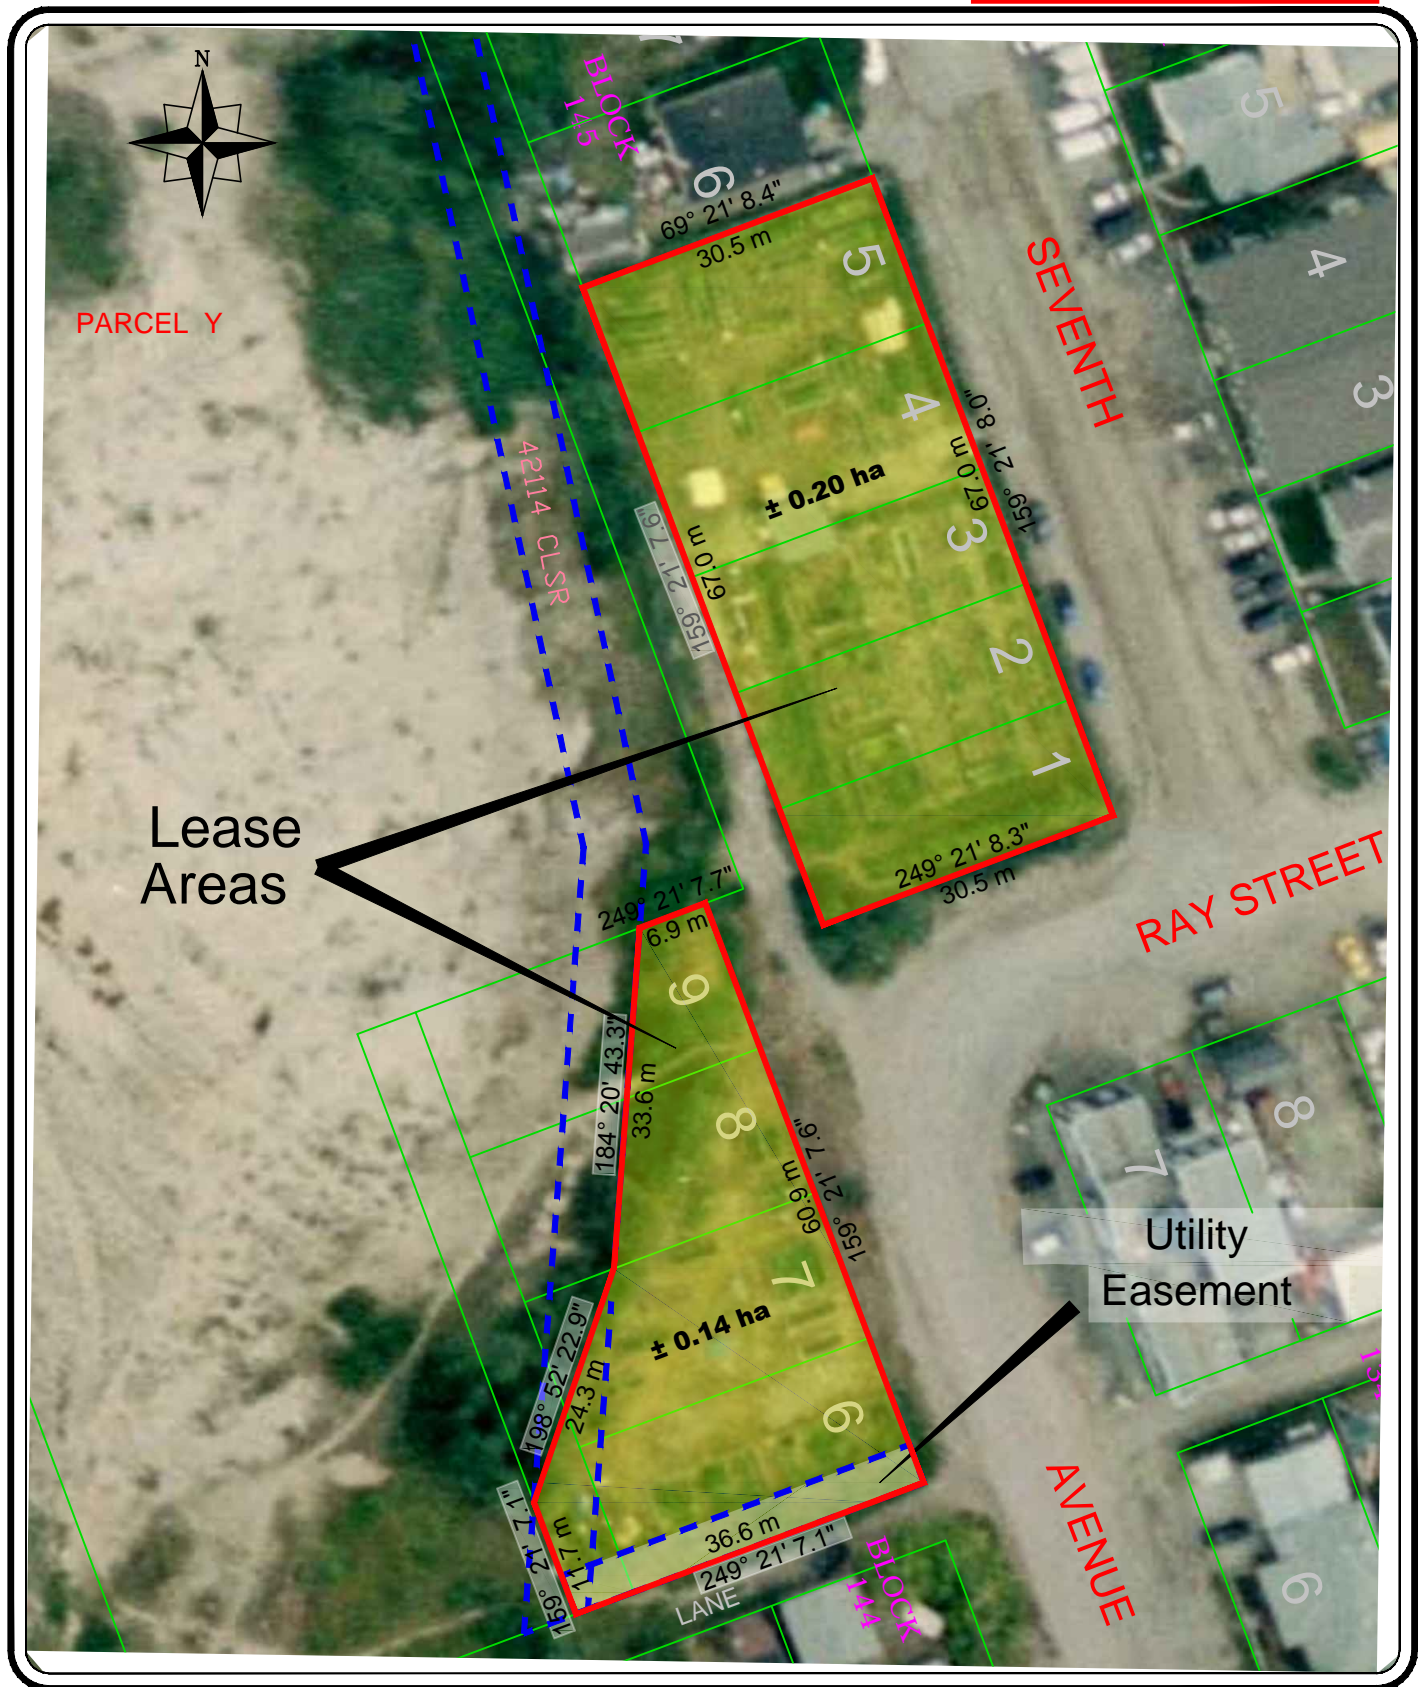 N
BLOCK
145
5
6
69° 21' 8.4"
30.5 m
5
SEVENTH
4
PARCEL Y
3
4
42114 CLSR
± 0.20 ha
67.0 m
159° 21' 8.0"
159° 21' 7.6"
67.0 m
3
2
1
Lease
Areas
249° 21' 8.3"
30.5 m
RAY STREET
249° 21' 7.7"
6.9 m
9
184° 20' 43.3"
33.6 m
8
8
7
60.9 m
159° 21' 7.6"
Utility
Easement
7
± 0.14 ha
198° 52' 22.9"
24.3 m
6
AVENUE
159° 21' 7.1"
11.7 m
36.6 m
249° 21' 7.1"
LANE
BLOCK
144
6